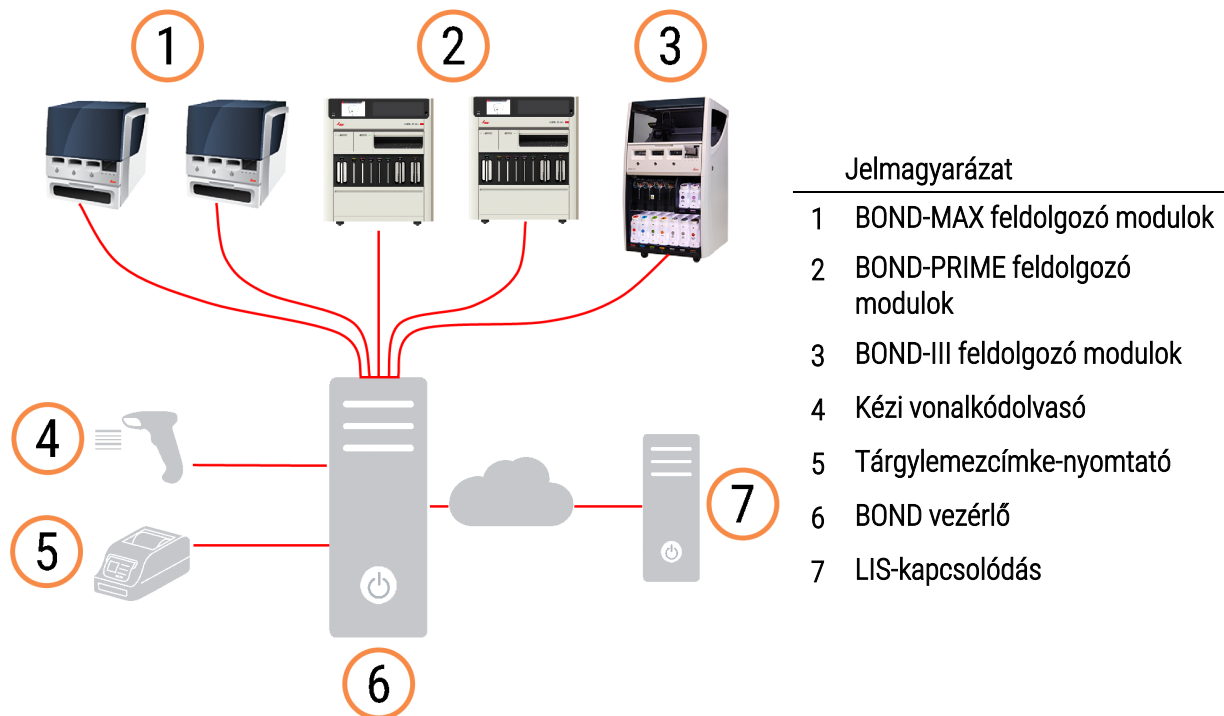 1
2
3
4
5
6
7
Jelmagyarázat
1 BOND-MAX feldolgozó modulok
2 BOND-PRIME feldolgozó
modulok
3 BOND-III feldolgozó modulok
4 Kézi vonalkódolvasó
5 Tárgylemezcímke-nyomtató
6 BOND vezérlő
7 LIS-kapcsolódás